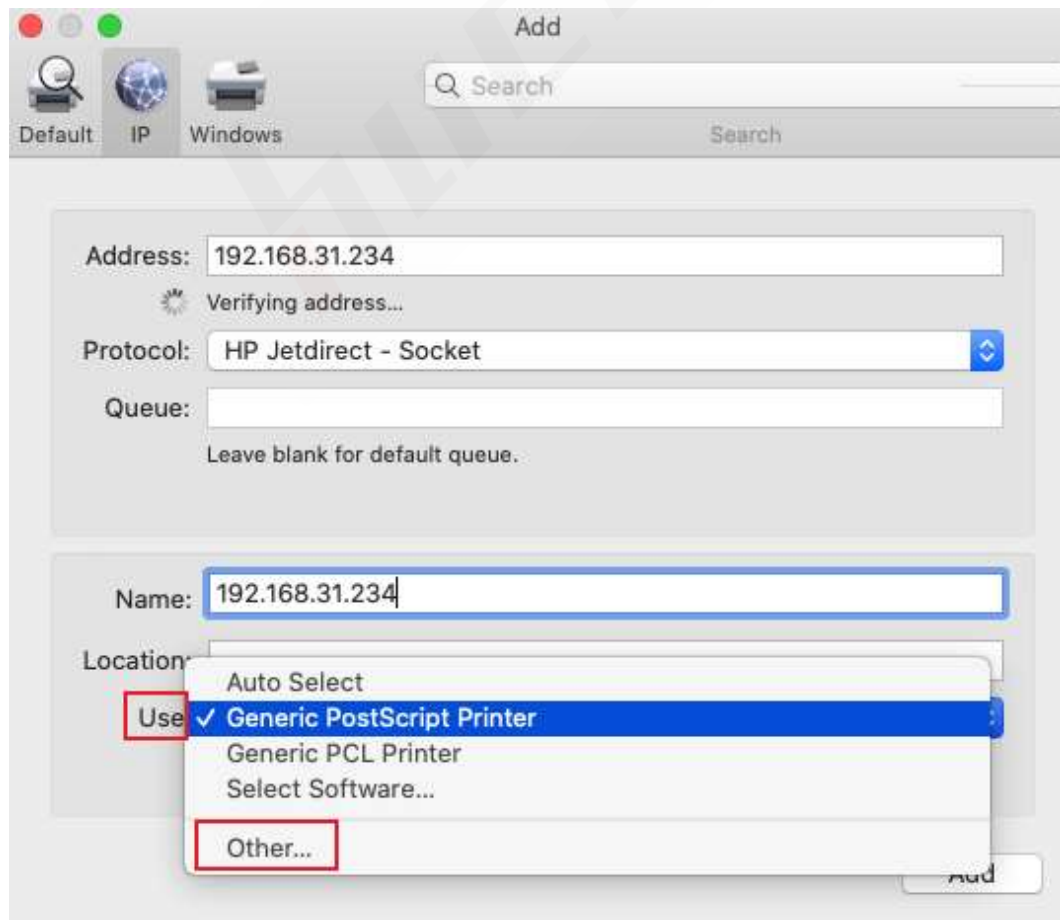 Add
Search
Default IP Windows Search
Address: 192.168.31.234
Verifying address...
Protocol: HP Jetdirect - Socket
Queue:
Leave blank for default queue.
Name: 192.168.31.234
Location:
Auto Select
Use ✓ Generic PostScript Printer
Generic PCL Printer
Select Software...
Other...
Add